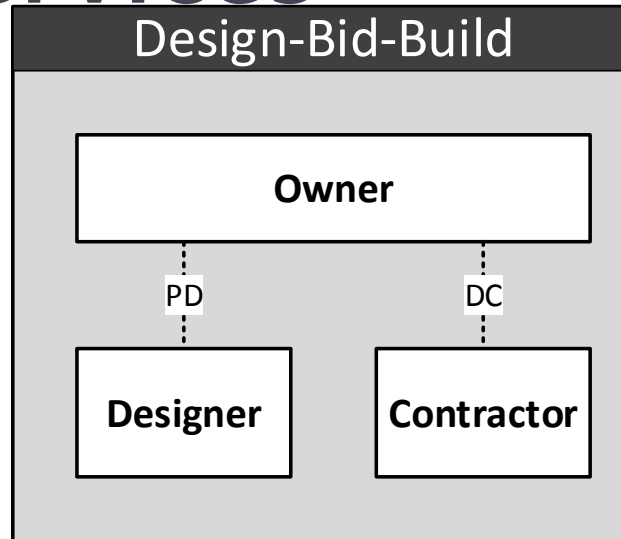 Design-Bid-Build
Owner
PD
DC
Designer
Contractor